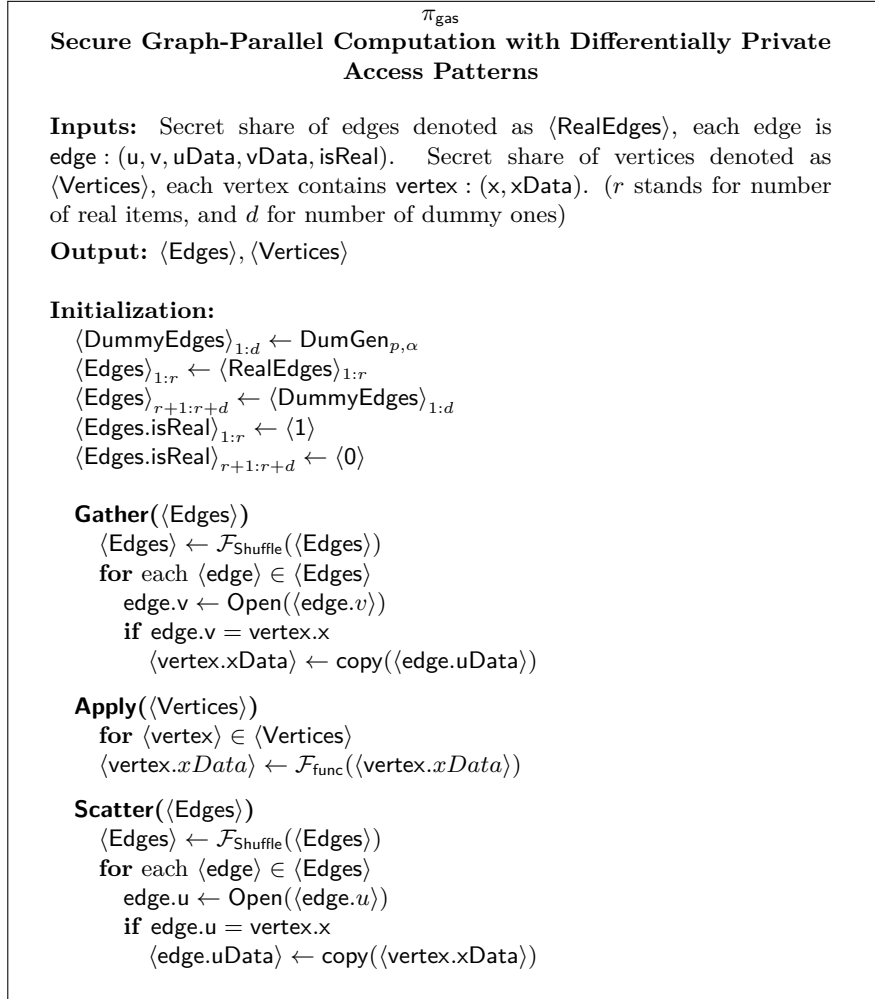 π_gas
Secure Graph-Parallel Computation with Differentially Private
Access Patterns
Inputs: Secret share of edges denoted as ⟨RealEdges⟩, each edge is
edge : (u, v, uData, vData, isReal). Secret share of vertices denoted as
⟨Vertices⟩, each vertex contains vertex : (x, xData). (r stands for number
of real items, and d for number of dummy ones)
Output: ⟨Edges⟩, ⟨Vertices⟩
Initialization:
⟨DummyEdges⟩_{1:d} ← DumGen_{p,α}
⟨Edges⟩_{1:r} ← ⟨RealEdges⟩_{1:r}
⟨Edges⟩_{r+1:r+d} ← ⟨DummyEdges⟩_{1:d}
⟨Edges.isReal⟩_{1:r} ← ⟨1⟩
⟨Edges.isReal⟩_{r+1:r+d} ← ⟨0⟩
Gather(⟨Edges⟩)
⟨Edges⟩ ← F_Shuffle(⟨Edges⟩)
for each ⟨edge⟩ ∈ ⟨Edges⟩
edge.v ← Open(⟨edge.v⟩)
if edge.v = vertex.x
⟨vertex.xData⟩ ← copy(⟨edge.uData⟩)
Apply(⟨Vertices⟩)
for ⟨vertex⟩ ∈ ⟨Vertices⟩
⟨vertex.xData⟩ ← F_func(⟨vertex.xData⟩)
Scatter(⟨Edges⟩)
⟨Edges⟩ ← F_Shuffle(⟨Edges⟩)
for each ⟨edge⟩ ∈ ⟨Edges⟩
edge.u ← Open(⟨edge.u⟩)
if edge.u = vertex.x
⟨edge.uData⟩ ← copy(⟨vertex.xData⟩)